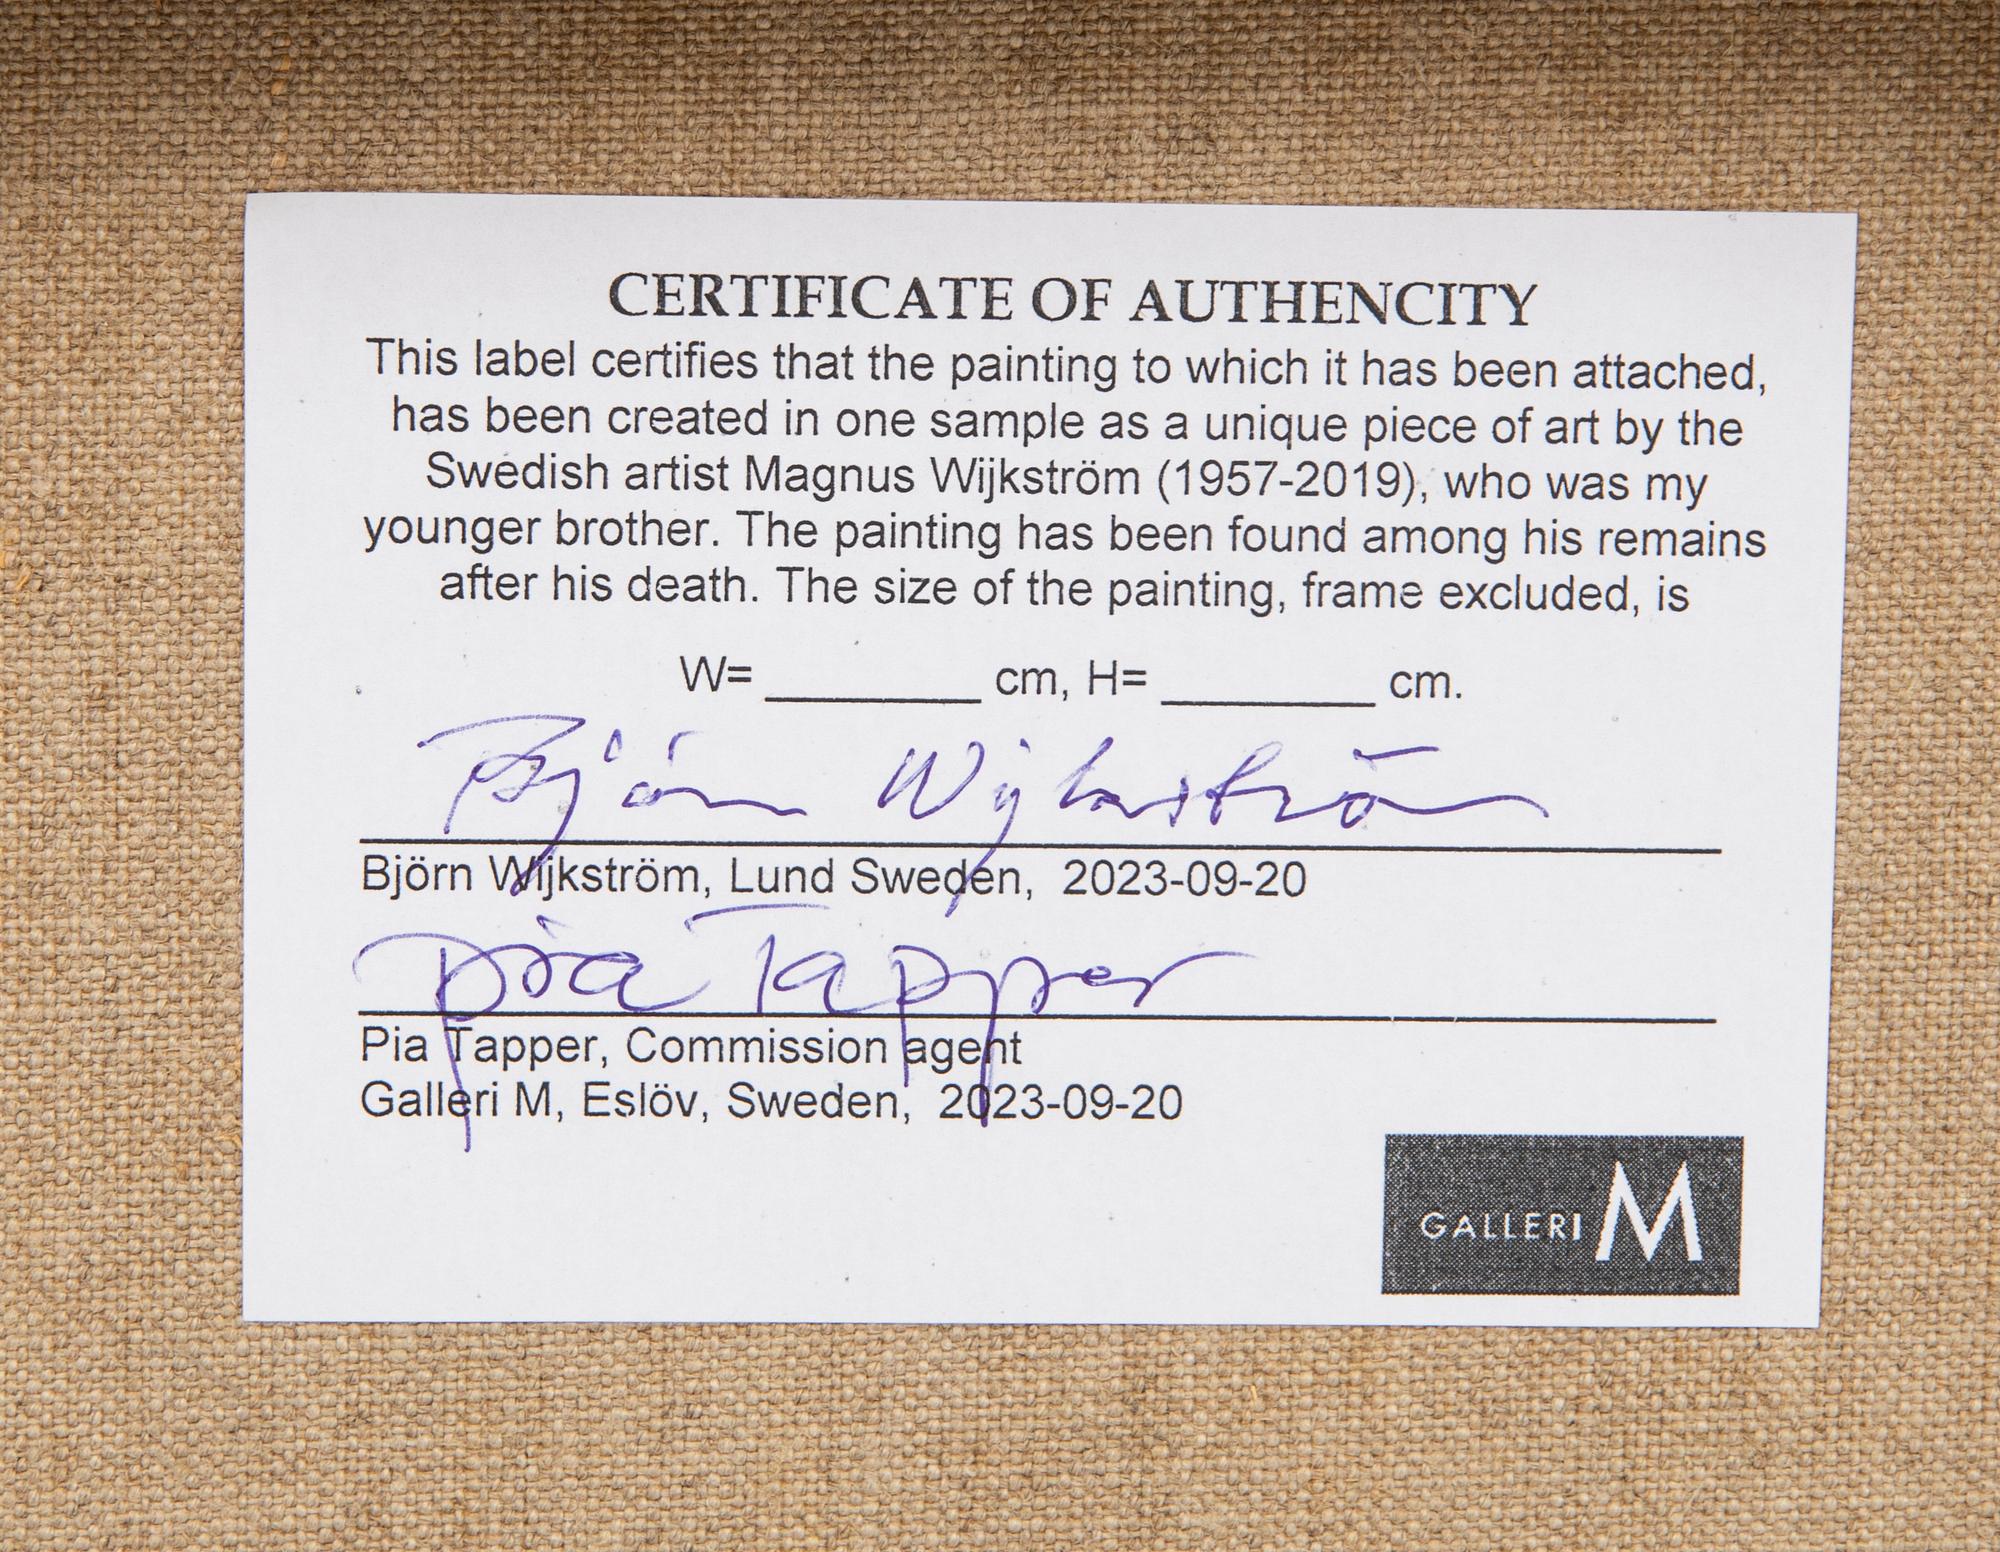 CERTIFICATE OF AUTHENCITY
This label certifies that the painting to which it has been attached,
has been created in one sample as a unique piece of art by the
Swedish artist Magnus Wijkström (1957-2019), who was my
younger brother. The painting has been found among his remains
after his death. The size of the painting, frame excluded, is
W= ________ cm, H= ________ cm.
Björn Wijkström
Björn Wijkström, Lund Sweden, 2023-09-20
Pia Tapper
Pia Tapper, Commission agent
Galleri M, Eslöv, Sweden, 2023-09-20
GALLERI M